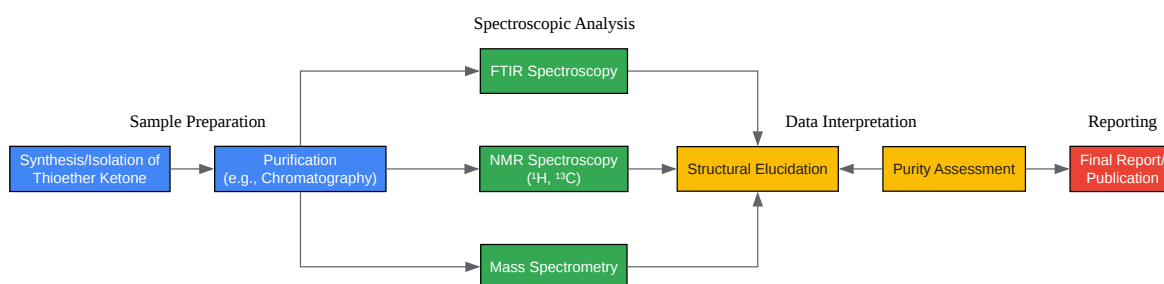 Spectroscopic Analysis
FTIR Spectroscopy
Sample Preparation
Data Interpretation
Reporting
Synthesis/Isolation of
Thioether Ketone
Purification
(e.g., Chromatography)
NMR Spectroscopy
(¹H, ¹³C)
Structural Elucidation
Purity Assessment
Final Report/
Publication
Mass Spectrometry